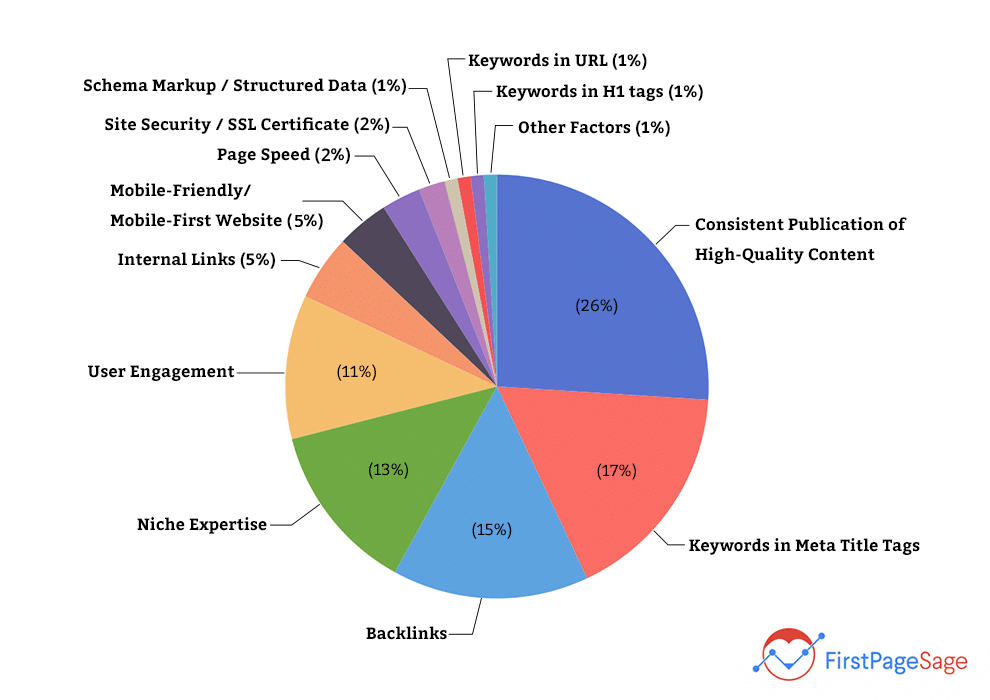 Keywords in URL (1%)
Schema Markup / Structured Data (1%)
Keywords in H1 tags (1%)
Site Security / SSL Certificate (2%)
Other Factors (1%)
Page Speed (2%)
Mobile-Friendly/
Mobile-First Website (5%)
Consistent Publication of
High-Quality Content
Internal Links (5%)
(26%)
User Engagement
(11%)
(13%)
(17%)
Niche Expertise
(15%)
Keywords in Meta Title Tags
Backlinks
FirstPageSage